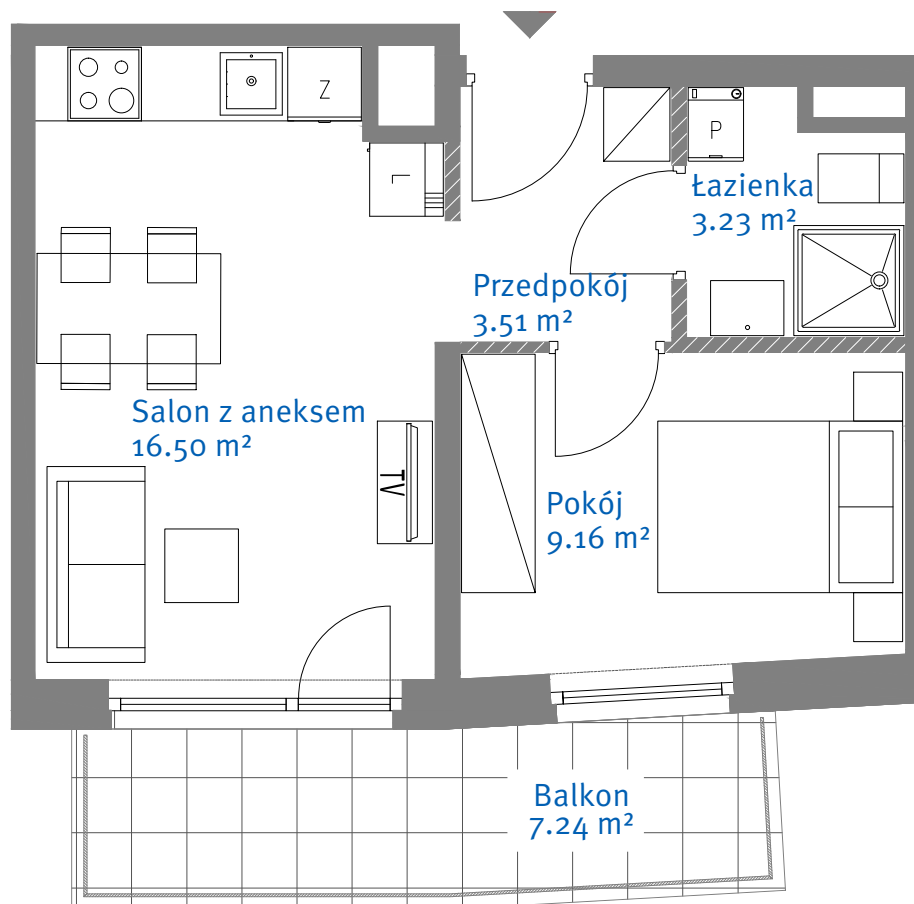 Z
P
L
Łazienka
3.23 m²
Przedpokój
3.51 m²
Salon z aneksem
16.50 m²
TV
Pokój
9.16 m²
Balkon
7.24 m²